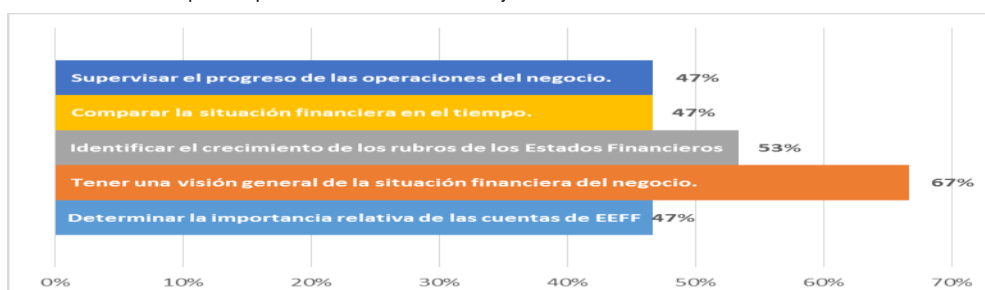 Supervisar el progreso de las operaciones del negocio. 47%
Comparar la situación financiera en el tiempo. 47%
Identificar el crecimiento de los rubros de los Estados Financieros 53%
Tener una visión general de la situación financiera del negocio. 67%
Determinar la importancia relativa de las cuentas de EEFF 47%
0% 10% 20% 30% 40% 50% 60% 70%